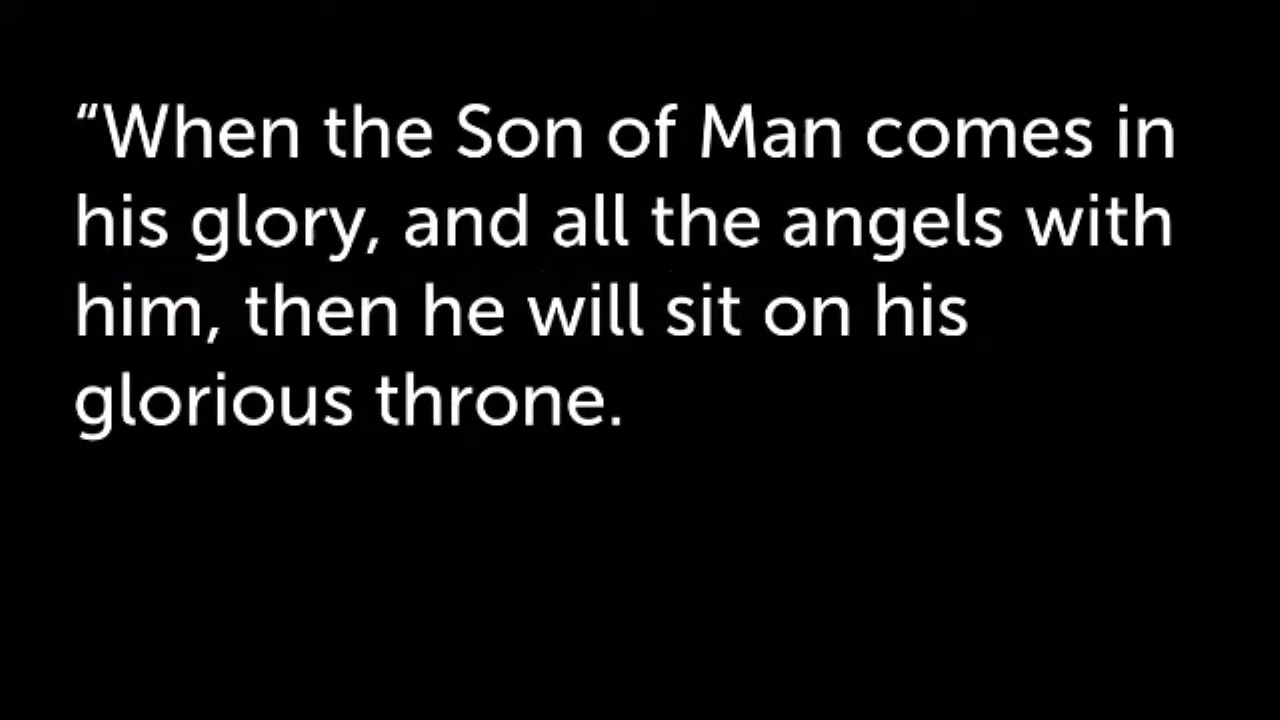 “When the Son of Man comes in
his glory, and all the angels with
him, then he will sit on his
glorious throne.